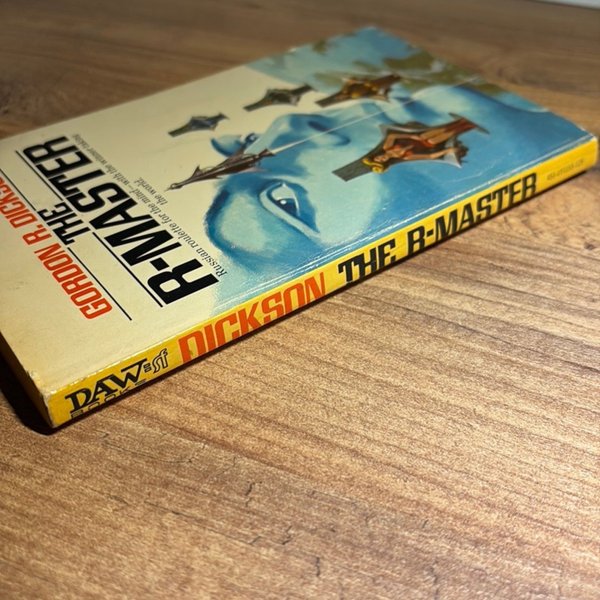 GORDON R. DICKSON
THE
R-MASTER
Russian roulette for the mind—with the winner taking
the world.
DAW sf
BOOKS
DICKSON THE R-MASTER